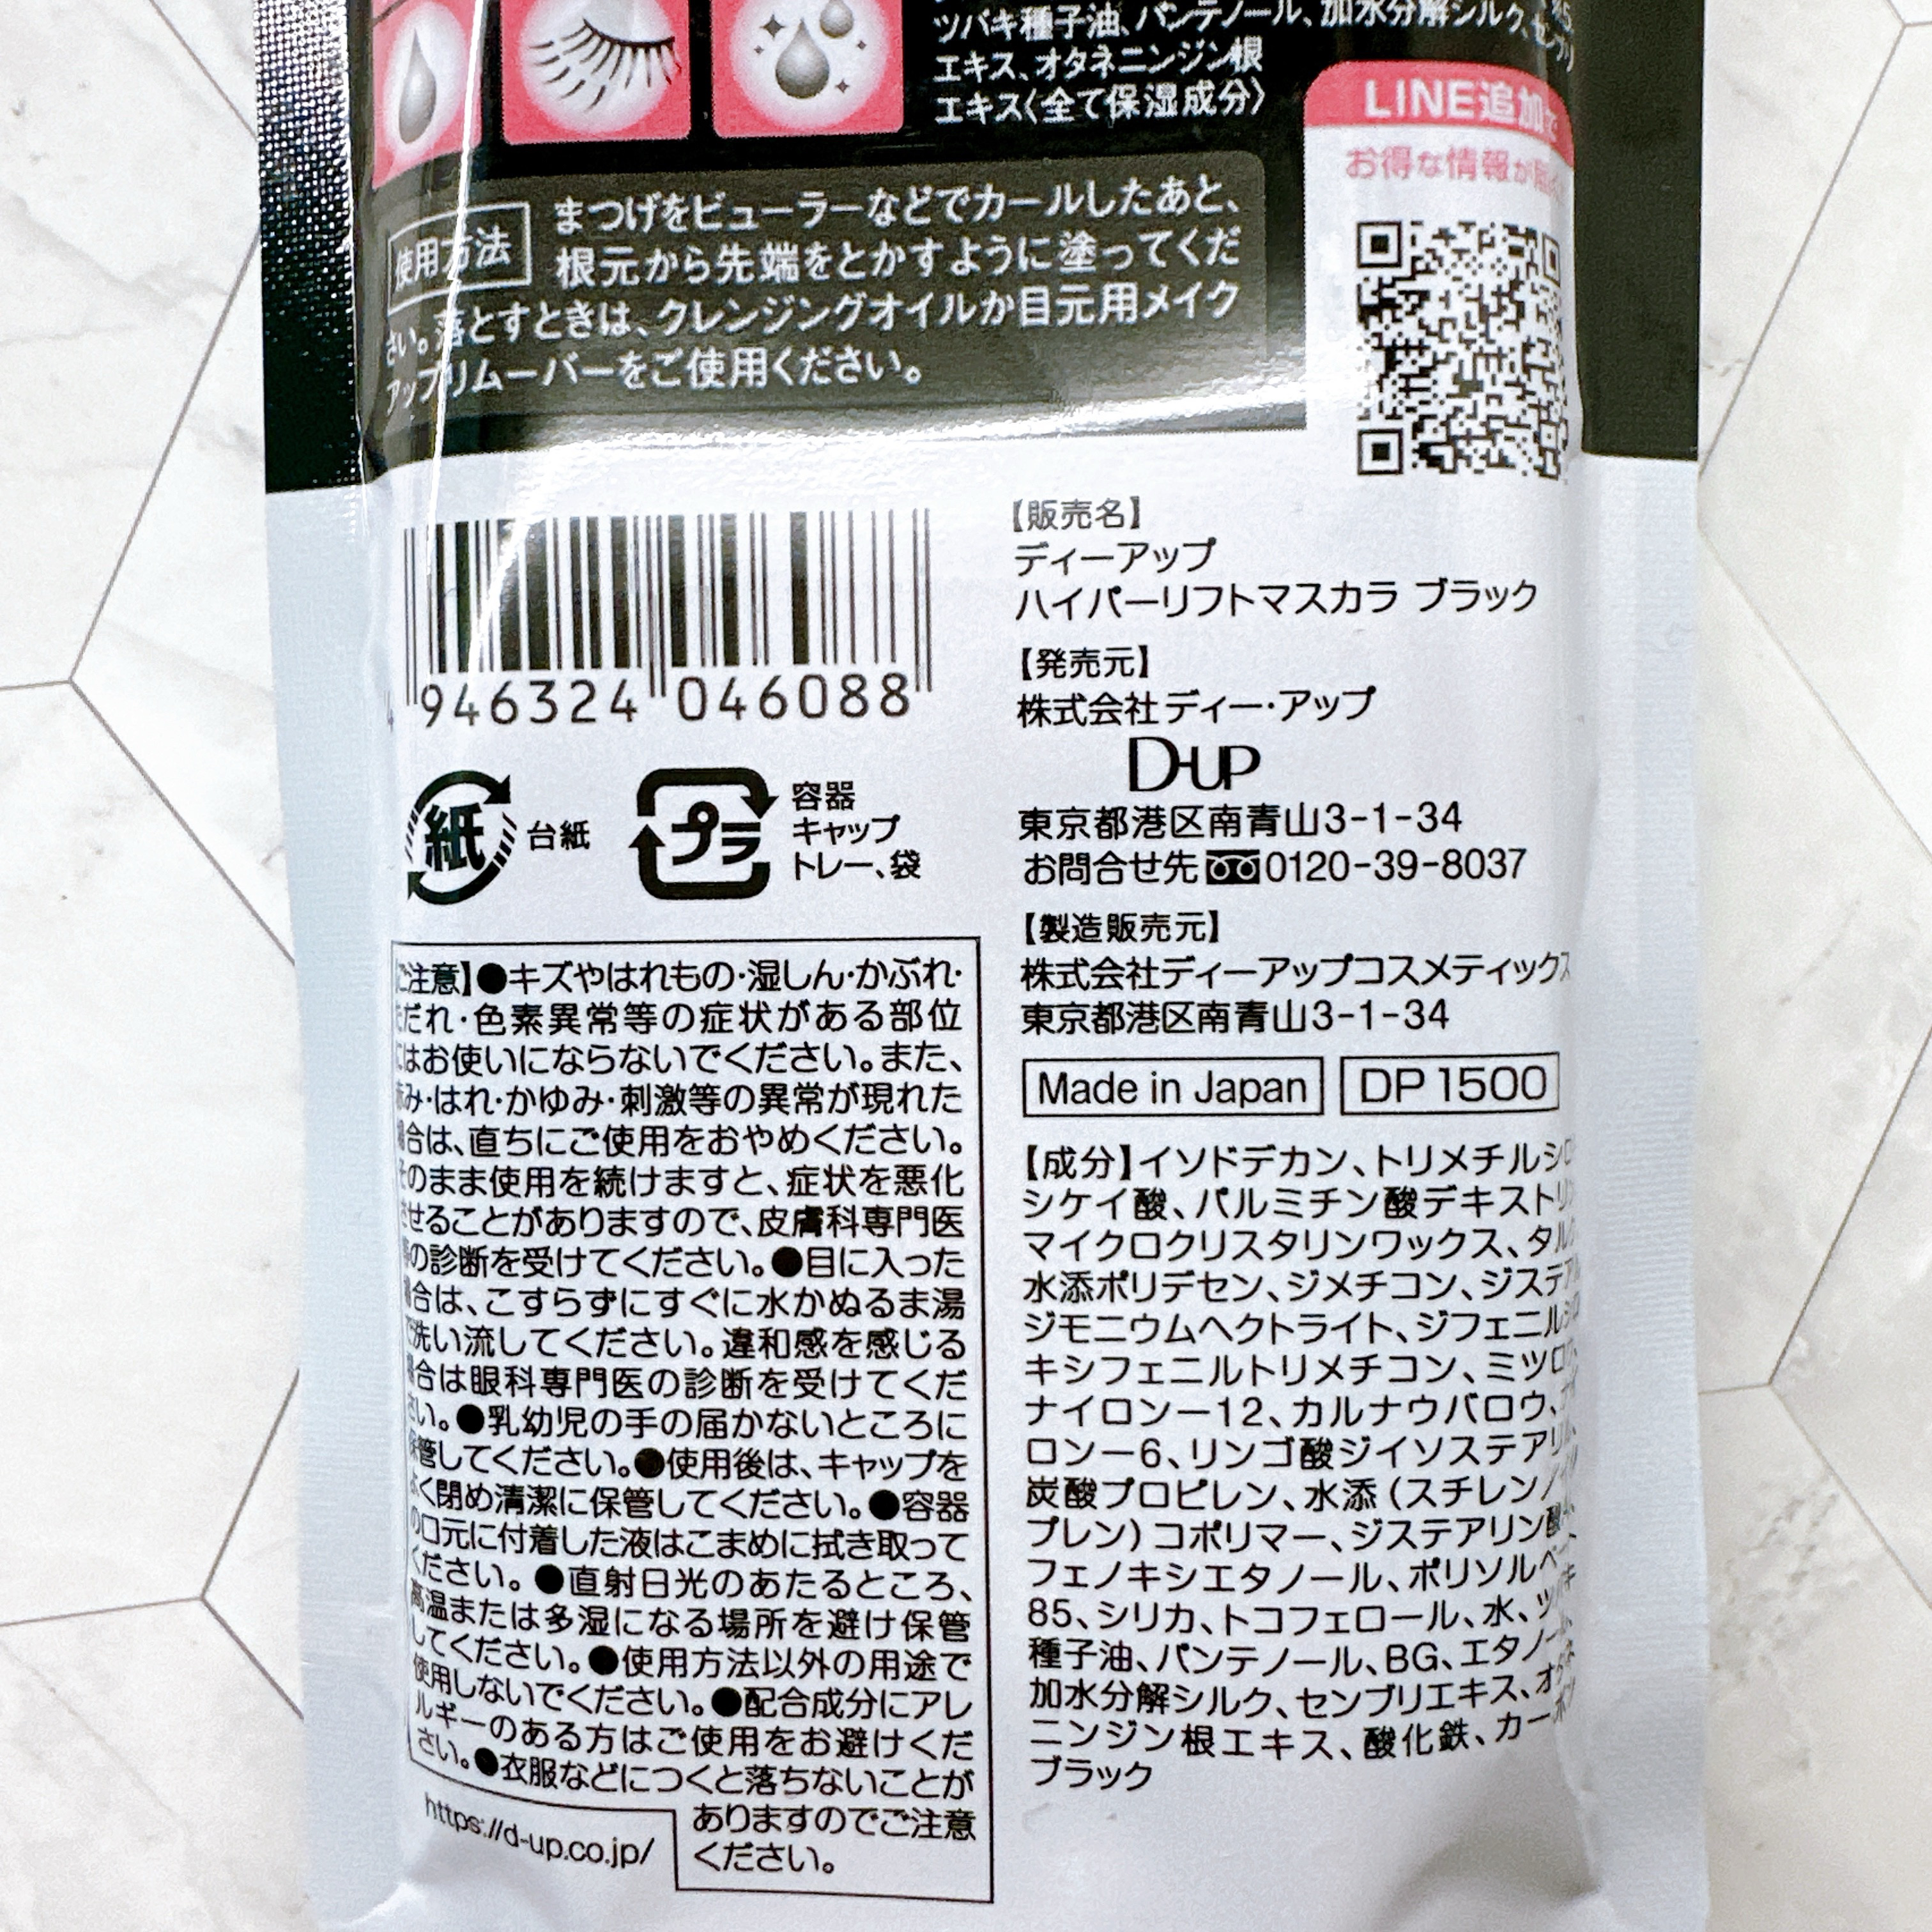 ツバキ種子油、パンテノール、加水分解シルク、センブリ
エキス、オタネニンジン根
エキス〈全て保湿成分〉
LINE追加で
お得な情報が
使用方法
まつげをビューラーなどでカールしたあと、
根元から先端をとかすように塗ってくだ
さい。落とすときは、クレンジングオイルか目元用メイク
アップリムーバーをご使用ください。
4 946324 046088
紙 台紙
プラ
容器
キャップ
トレー、袋
【販売名】
ディーアップ
ハイパーリフトマスカラ ブラック
【発売元】
株式会社ディー・アップ
D-UP
東京都港区南青山3-1-34
お問合せ先 0120-39-8037
【製造販売元】
株式会社ディーアップコスメティックス
東京都港区南青山3-1-34
Made in Japan
DP 1500
【ご注意】●キズやはれもの・湿しん・かぶれ・
ただれ・色素異常等の症状がある部位
にはお使いにならないでください。また、
赤み・はれ・かゆみ・刺激等の異常が現れた
場合は、直ちにご使用をおやめください。
そのまま使用を続けますと、症状を悪化
させることがありますので、皮膚科専門医
等の診断を受けてください。●目に入った
場合は、こすらずにすぐに水かぬるま湯
で洗い流してください。違和感を感じる
場合は眼科専門医の診断を受けてくだ
さい。●乳幼児の手の届かないところに
保管してください。●使用後は、キャップを
よく閉め清潔に保管してください。●容器
の口元に付着した液はこまめに拭き取って
ください。●直射日光のあたるところ、
高温または多湿になる場所を避け保管
してください。●使用方法以外の用途で
使用しないでください。●配合成分にアレ
ルギーのある方はご使用をお避けくだ
さい。●衣服などにつくと落ちないことが
ありますのでご注意
ください。
https://d-up.co.jp/
【成分】イソドデカン、トリメチルシロ
シケイ酸、パルミチン酸デキストリン
マイクロクリスタリンワックス、タルク
水添ポリデセン、ジメチコン、ジステア
ジモニウムヘクトライト、ジフェニルシロ
キシフェニルトリメチコン、ミツロウ
ナイロン－12、カルナウバロウ、ナイ
ロン－6、リンゴ酸ジイソステアリル、
炭酸プロピレン、水添（スチレン／イソ
プレン）コポリマー、ジステアリン酸
フェノキシエタノール、ポリソルベート
85、シリカ、トコフェロール、水、ツバキ
種子油、パンテノール、BG、エタノール、
加水分解シルク、センブリエキス、オタネ
ニンジン根エキス、酸化鉄、カーボン
ブラック